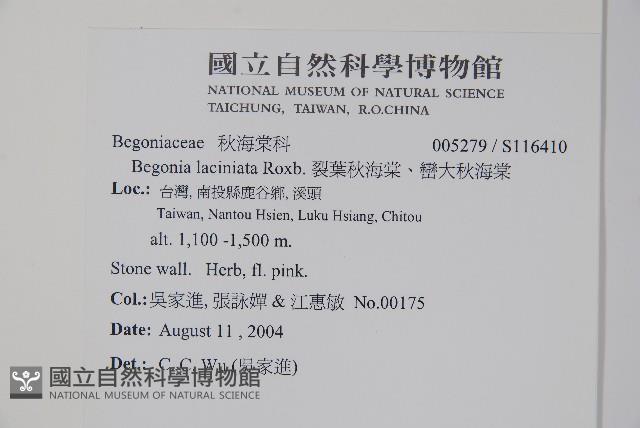 國立自然科學博物館
NATIONAL MUSEUM OF NATURAL SCIENCE
TAICHUNG, TAIWAN, R.O.CHINA
Begoniaceae 秋海棠科 005279 / S116410
Begonia laciniata Roxb. 裂葉秋海棠、巒大秋海棠
Loc.: 台灣, 南投縣鹿谷鄉, 溪頭
Taiwan, Nantou Hsien, Luku Hsiang, Chitou
alt. 1,100 -1,500 m.
Stone wall. Herb, fl. pink.
Col.: 吳家進, 張詠嬋 & 江惠敏 No.00175
Date: August 11 , 2004
Det.: C. C. Wu (吳家進)
國立自然科學博物館
NATIONAL MUSEUM OF NATURAL SCIENCE